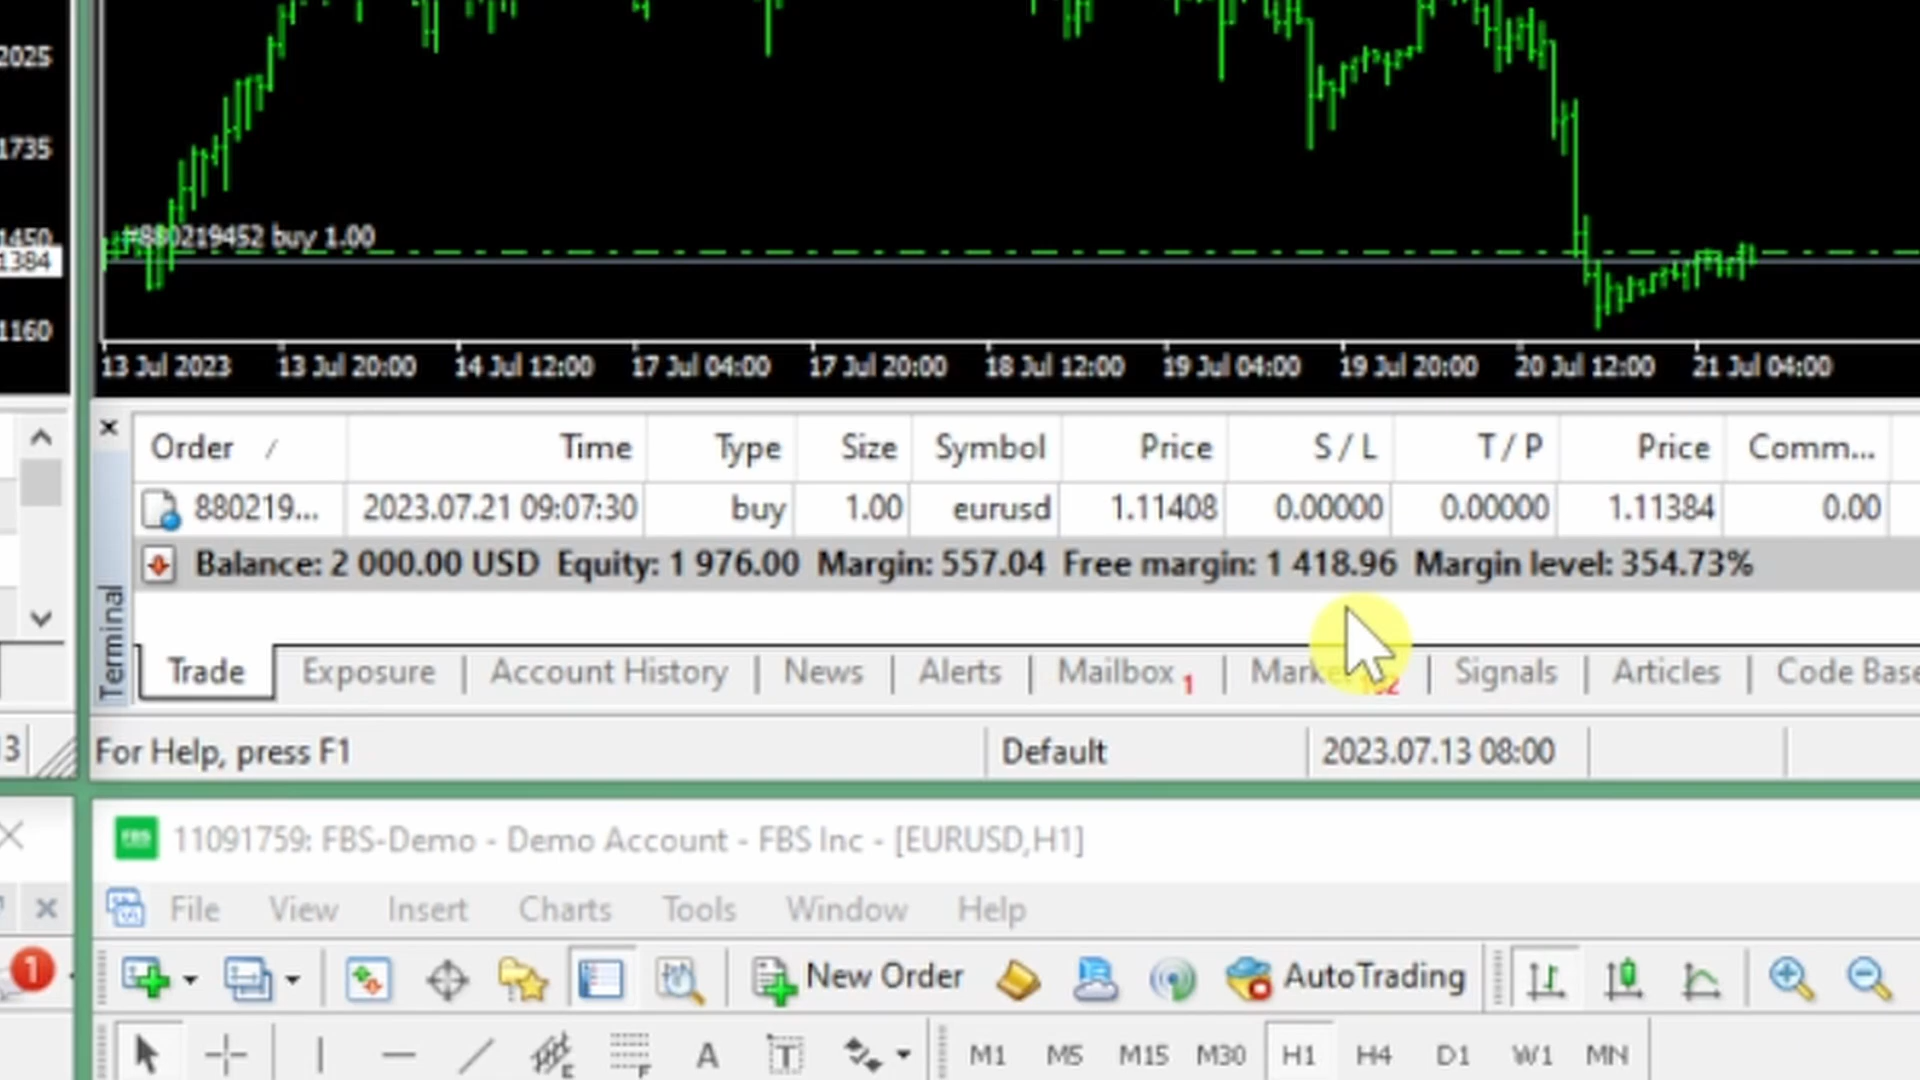 2025
1735
1450
1384
1160
#880219452 buy 1.00
13 Jul 2023 13 Jul 20:00 14 Jul 12:00 17 Jul 04:00 17 Jul 20:00 18 Jul 12:00 19 Jul 04:00 19 Jul 20:00 20 Jul 12:00 21 Jul 04:00
Order / Time Type Size Symbol Price S / L T / P Price Comm...
880219... 2023.07.21 09:07:30 buy 1.00 eurusd 1.11408 0.00000 0.00000 1.11384 0.00
Balance: 2 000.00 USD Equity: 1 976.00 Margin: 557.04 Free margin: 1 418.96 Margin level: 354.73%
Terminal
Trade Exposure Account History News Alerts Mailbox 1 Signals Articles Code Base
For Help, press F1 Default 2023.07.13 08:00
FBS 11091759: FBS-Demo - Demo Account - FBS Inc - [EURUSD,H1]
File View Insert Charts Tools Window Help
1
New Order AutoTrading
A T M1 M5 M15 M30 H1 H4 D1 W1 MN